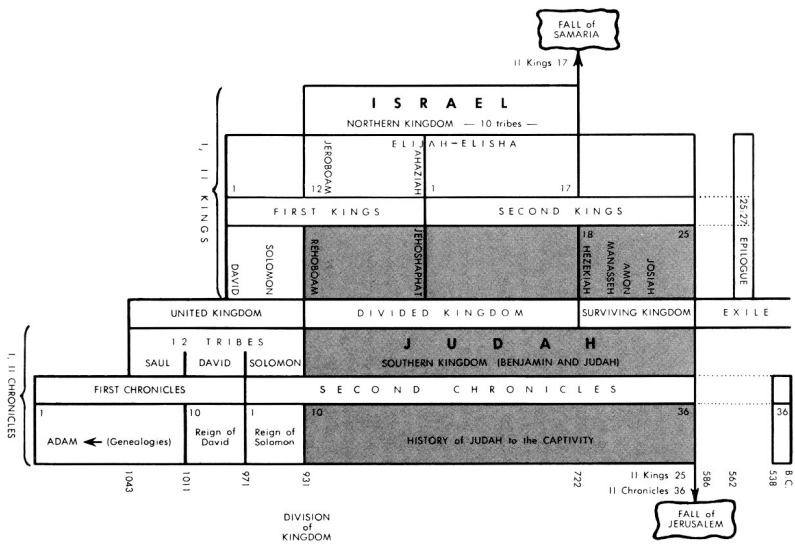 FALL of
SAMARIA
II Kings 17
I S R A E L
NORTHERN KINGDOM — 10 tribes —
ELIJAH–ELISHA
JEROBOAM
AHAZIAH
1 12 1 17
I, II KINGS
FIRST KINGS SECOND KINGS
25:27
DAVID
SOLOMON
REHOBOAM
JEHOSHAPHAT
18 25
HEZEKIAH
MANASSEH
AMON
JOSIAH
EPILOGUE
UNITED KINGDOM DIVIDED KINGDOM SURVIVING KINGDOM EXILE
12 TRIBES
J U D A H
SAUL DAVID SOLOMON
SOUTHERN KINGDOM (BENJAMIN AND JUDAH)
I, II CHRONICLES
FIRST CHRONICLES SECOND CHRONICLES
1 10 1 10 36 36
ADAM (Genealogies)
Reign of
David
Reign of
Solomon
HISTORY of JUDAH to the CAPTIVITY
1043 1011 971 931 722 586 562 538 B.C.
II Kings 25
II Chronicles 36
DIVISION
of
KINGDOM
FALL of
JERUSALEM